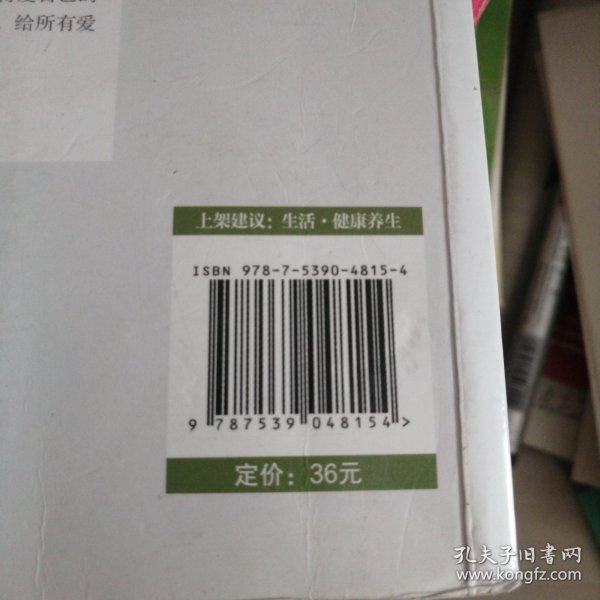 给所有爱
上架建议：生活·健康养生
ISBN 978-7-5390-4815-4
9 787539 048154 >
定价：36元
孔夫子旧书网
www.kongfz.com